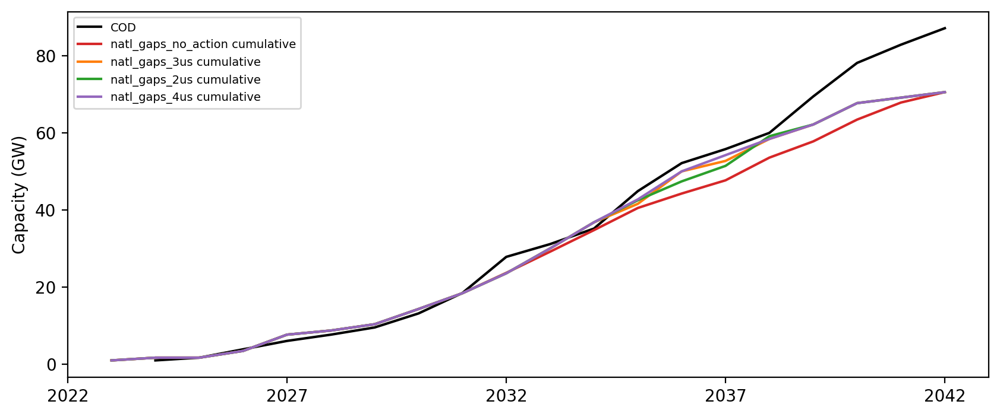 COD
natl_gaps_no_action cumulative
natl_gaps_3us cumulative
natl_gaps_2us cumulative
natl_gaps_4us cumulative
Capacity (GW)
80
60
40
20
0
2022 2027 2032 2037 2042